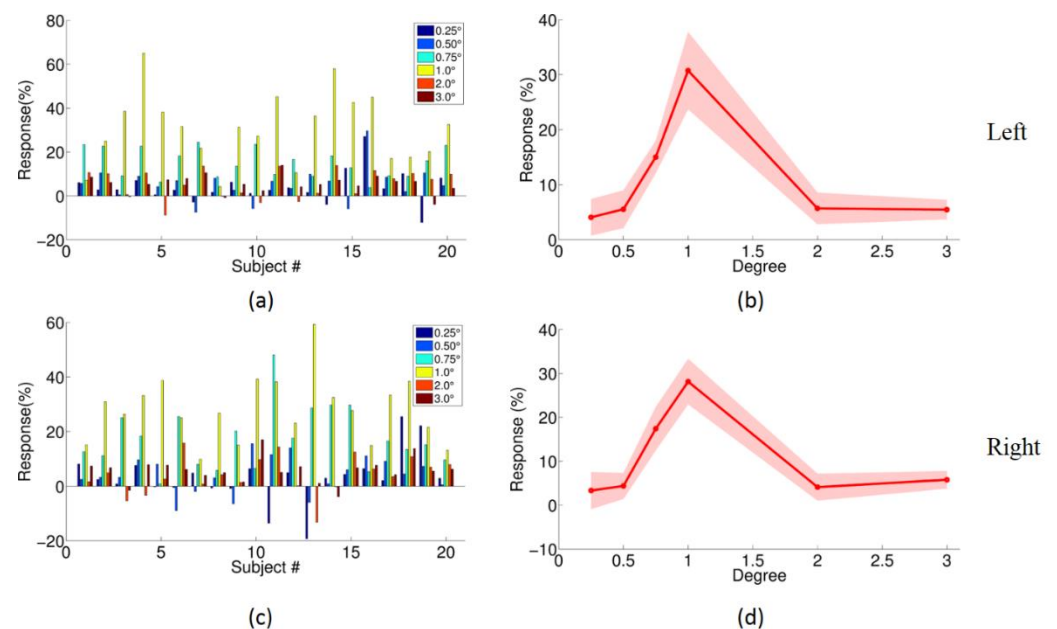 80
60
40
20
0
−20
Response(%)
0 5 10 15 20
Subject #
0.25°
0.50°
0.75°
1.0°
2.0°
3.0°
(a)
40
30
20
10
0
Response (%)
0 0.5 1 1.5 2 2.5 3
Degree
(b)
Left
60
40
20
0
−20
Response(%)
0 5 10 15 20
Subject #
0.25°
0.50°
0.75°
1.0°
2.0°
3.0°
(c)
40
30
20
10
0
−10
Response (%)
0 0.5 1 1.5 2 2.5 3
Degree
(d)
Right